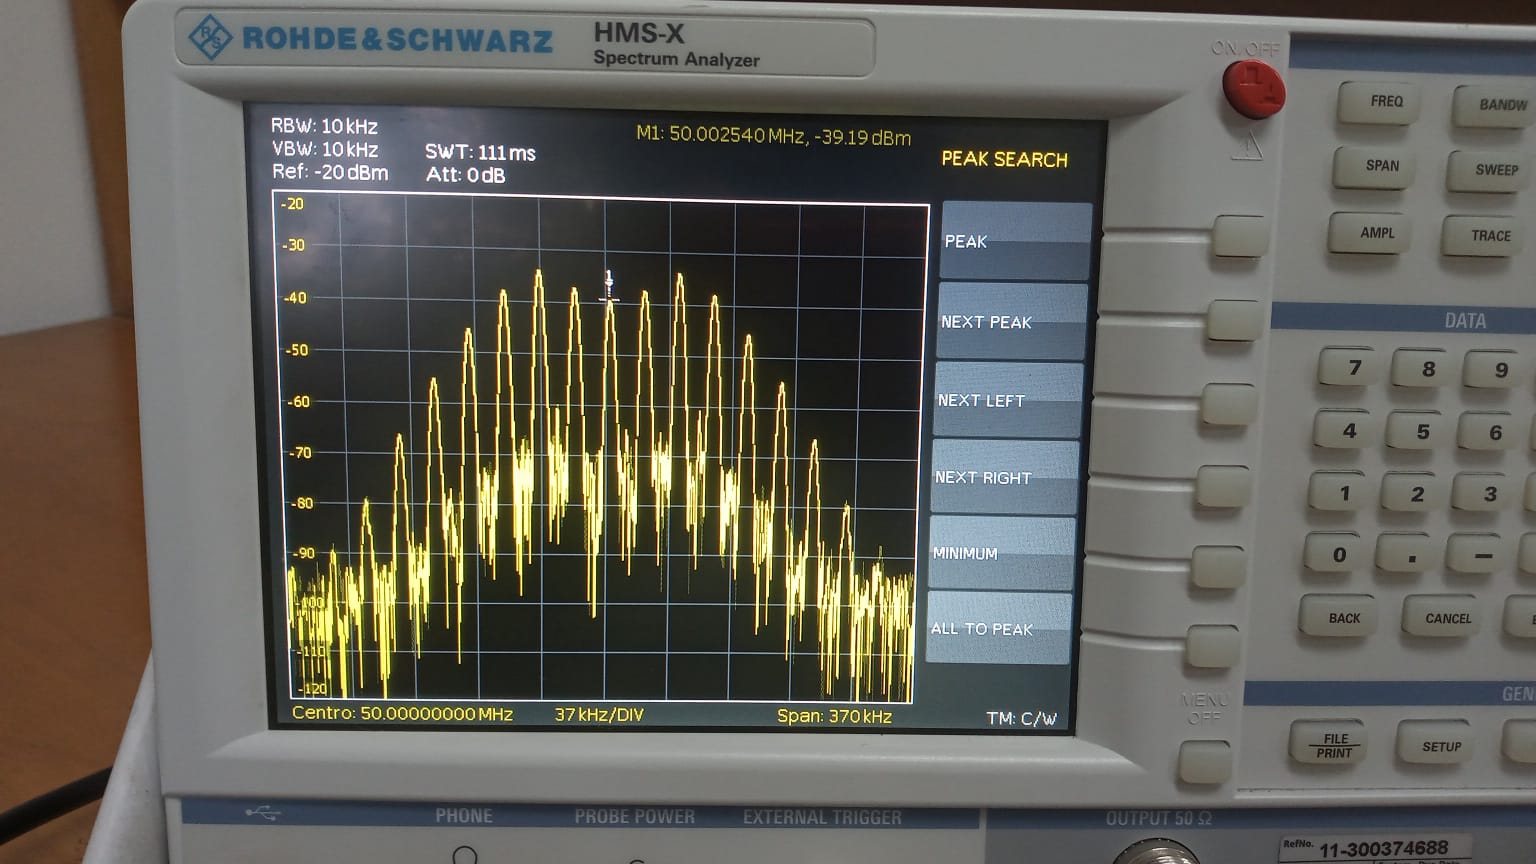 R/S ROHDE&SCHWARZ
HMS-X
Spectrum Analyzer
ON/OFF
RBW: 10 kHz
VBW: 10 kHz
SWT: 111 ms
Ref: -20 dBm
Att: 0 dB
M1: 50.002540 MHz, -39.19 dBm
PEAK SEARCH
-20
-30
-40
-50
-60
-70
-80
-90
-100
-110
-120
1
PEAK
NEXT PEAK
NEXT LEFT
NEXT RIGHT
MINIMUM
ALL TO PEAK
Centro: 50.00000000 MHz
37 kHz/DIV
Span: 370 kHz
TM: C/W
FREQ
BANDW
SPAN
SWEEP
AMPL
TRACE
DATA
7
8
9
4
5
6
1
2
3
0
.
−
BACK
CANCEL
MENU
OFF
GEN
FILE
PRINT
SETUP
PHONE
PROBE POWER
EXTERNAL TRIGGER
OUTPUT 50 Ω
RefNo. 11-300374688